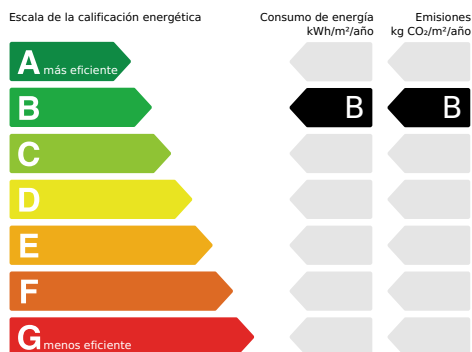 Escala de la calificación energética
Consumo de energía
kWh/m²/año
Emisiones
kg CO₂/m²/año
A más eficiente
B B B
C
D
E
F
G menos eficiente